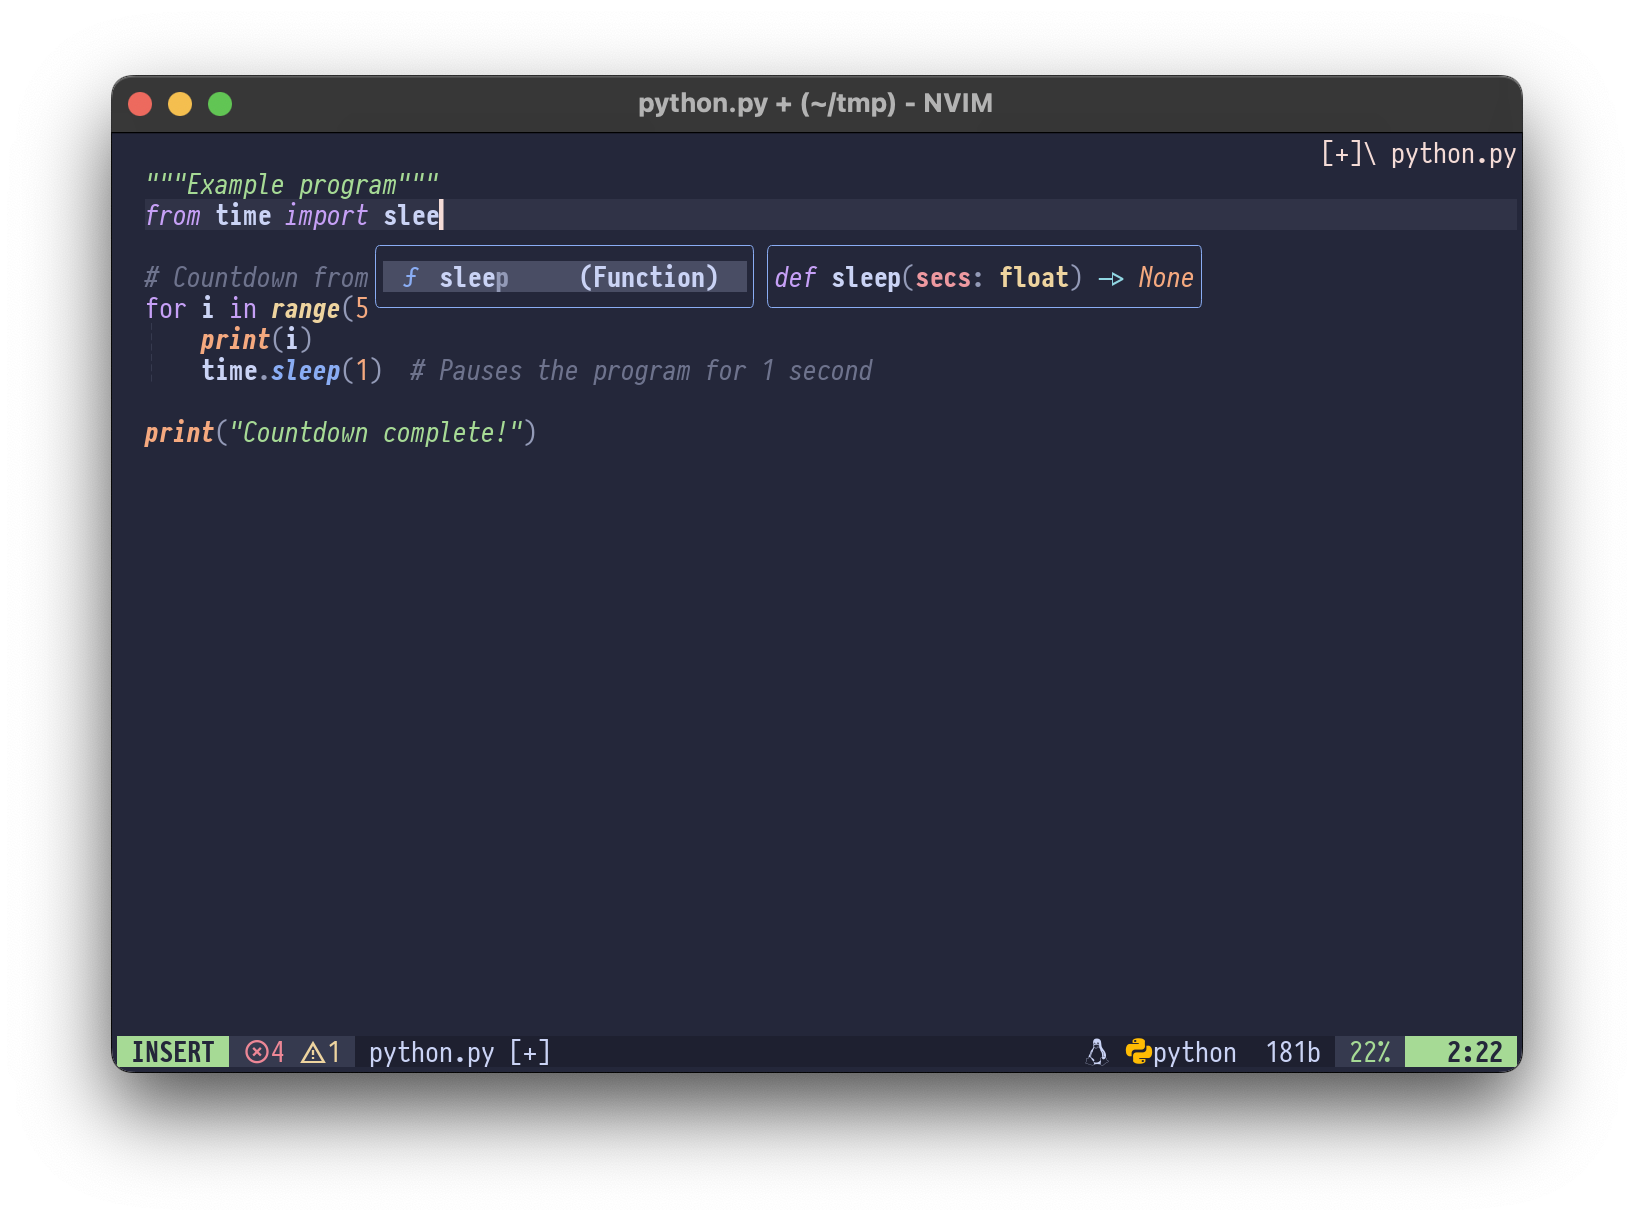 python.py + (~/tmp) - NVIM
[+]\ python.py
"""Example program"""
from time import slee
# Countdown from
ƒ sleep (Function)
def sleep(secs: float) -> None
for i in range(5
print(i)
time.sleep(1) # Pauses the program for 1 second
print("Countdown complete!")
INSERT 4 1 python.py [+] python 181b 22% 2:22